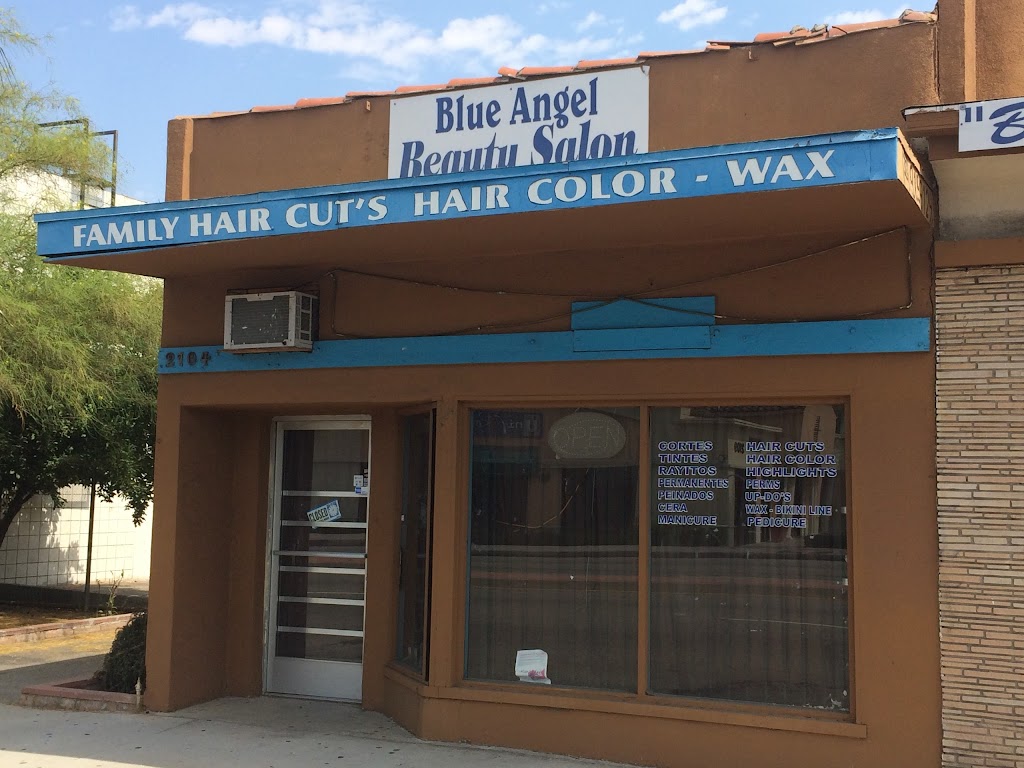 Blue Angel
Beauty Salon
FAMILY HAIR CUT'S HAIR COLOR - WAX
2104
OPEN
CLOSED
CORTES HAIR CUTS
TINTES HAIR COLOR
RAYITOS HIGHLIGHTS
PERMANENTES PERMS
PEINADOS UP-DO'S
CERA WAX - BIKINI LINE
MANICURE PEDICURE